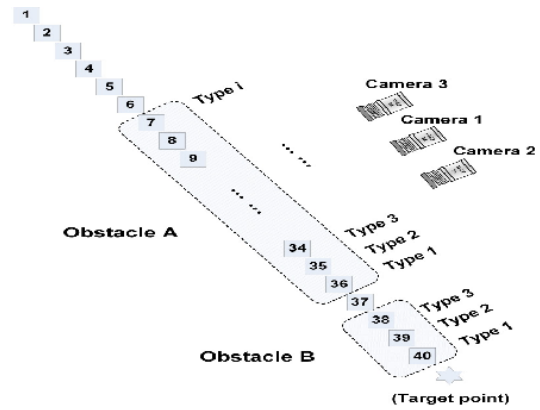 1
2
3
4
5
6
7
8
9
Type i
Camera 3
Camera 1
Camera 2
... ...
... ...
Obstacle A
34
35
36
Type 3
Type 2
Type 1
37
38
39
40
Type 3
Type 2
Type 1
Obstacle B
(Target point)